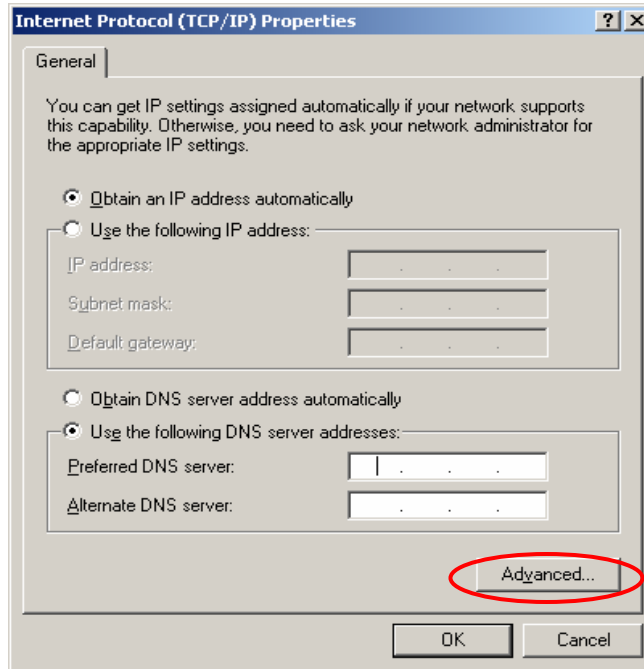 Internet Protocol (TCP/IP) Properties
General
You can get IP settings assigned automatically if your network supports
this capability. Otherwise, you need to ask your network administrator for
the appropriate IP settings.
Obtain an IP address automatically
Use the following IP address:
IP address:
Subnet mask:
Default gateway:
Obtain DNS server address automatically
Use the following DNS server addresses:
Preferred DNS server:
Alternate DNS server:
Advanced...
OK Cancel